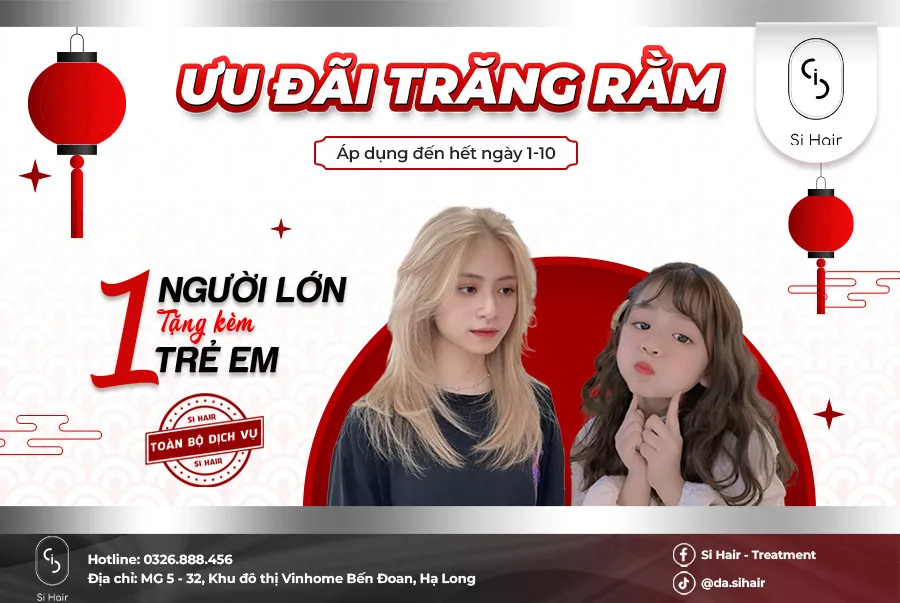 ƯU ĐÃI TRĂNG RẰM
Áp dụng đến hết ngày 1-10
Si Hair
1
NGƯỜI LỚN
Tặng kèm
TRẺ EM
SI HAIR
TOÀN BỘ DỊCH VỤ
SI HAIR
Si Hair
Hotline: 0326.888.456
Địa chỉ: MG 5 - 32, Khu đô thị Vinhome Bến Đoan, Hạ Long
Si Hair - Treatment
@da.sihair